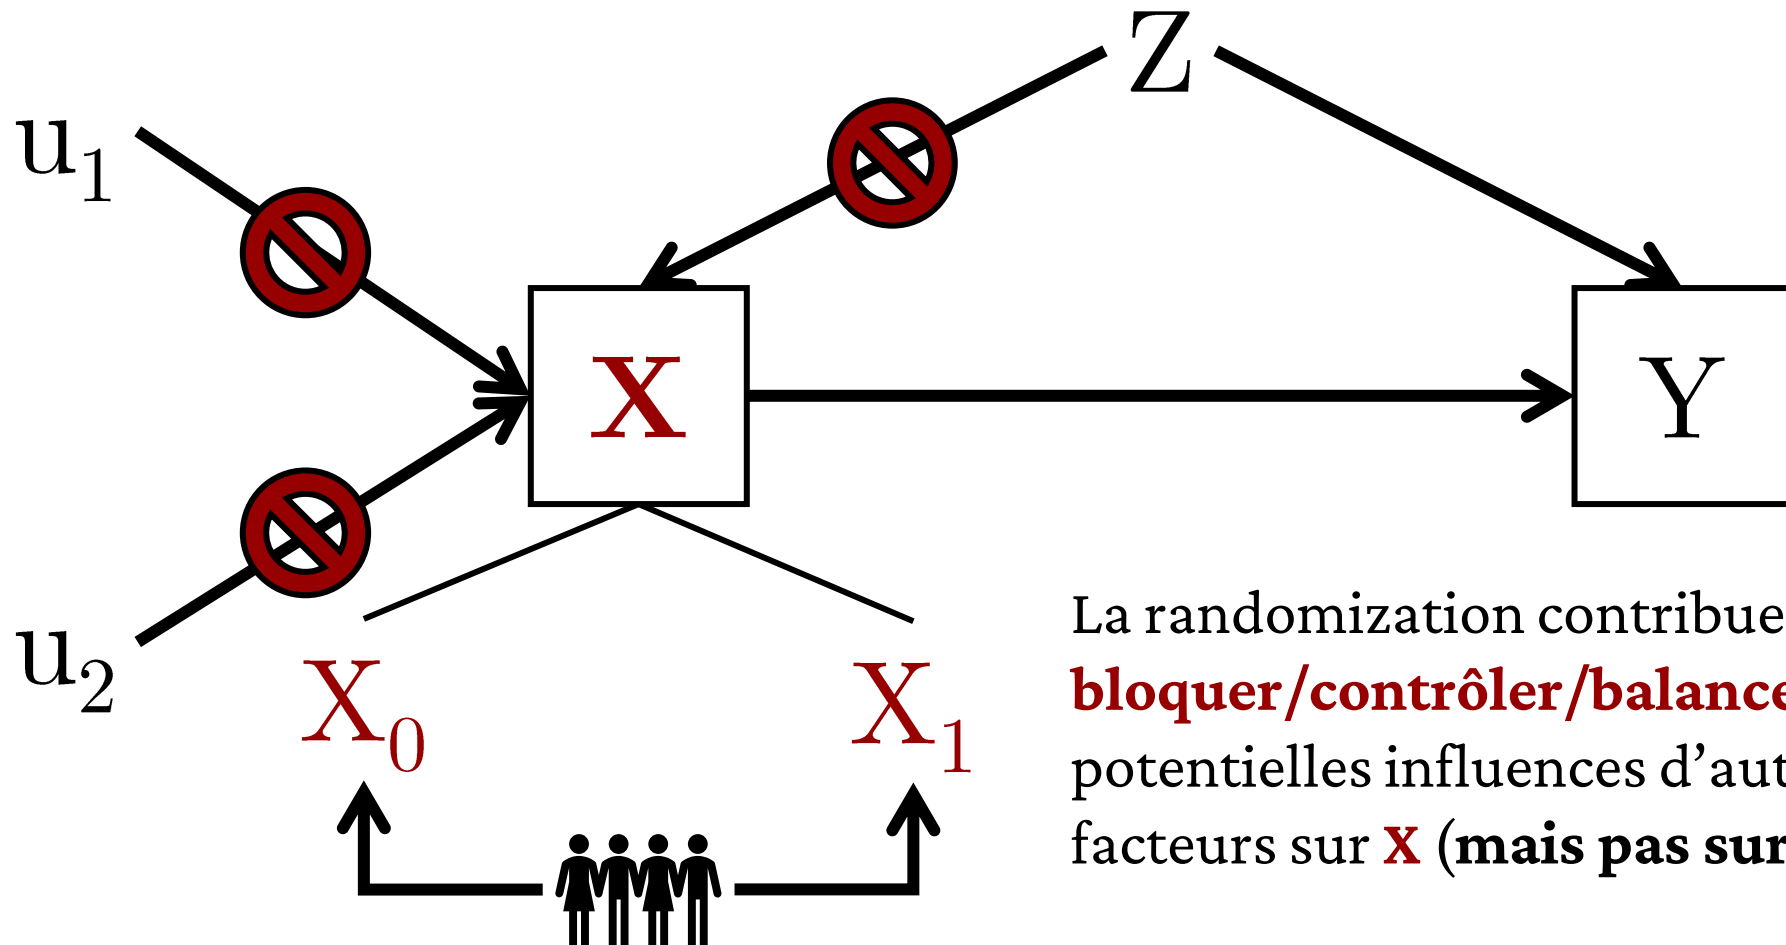 Z
u₁
X
Y
u₂
X₀
X₁
La randomization contribue
bloquer/contrôler/balance
potentielles influences d’aut
facteurs sur X (mais pas sur